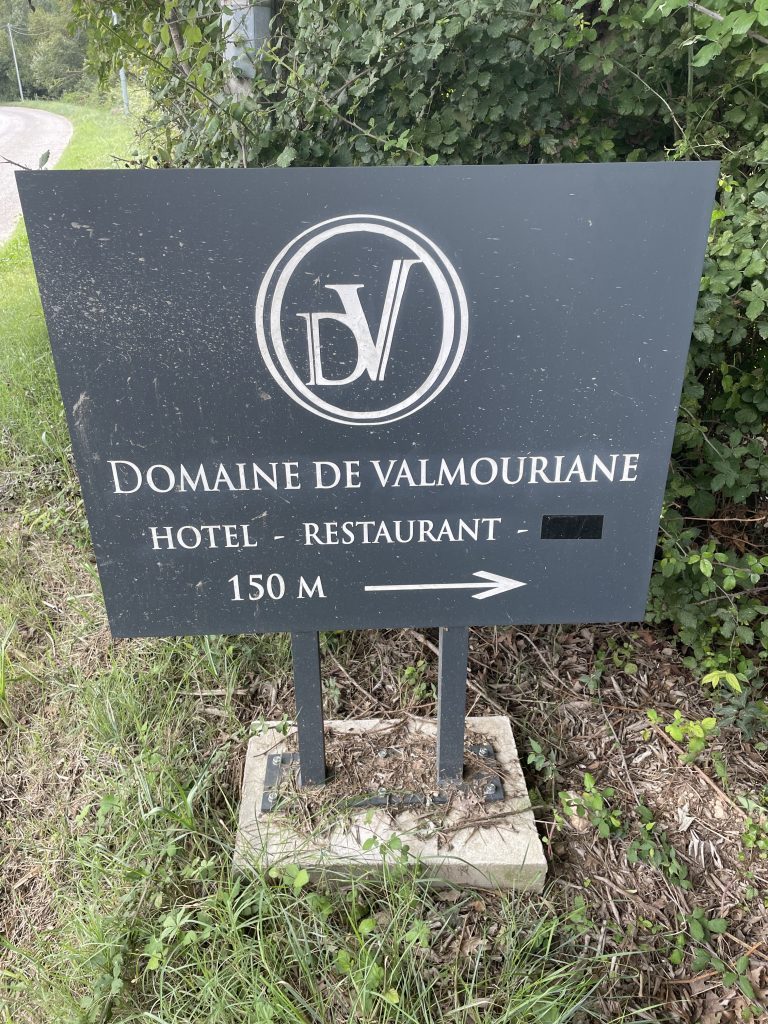 DV
DOMAINE DE VALMOURIANE
HOTEL - RESTAURANT -
150 M